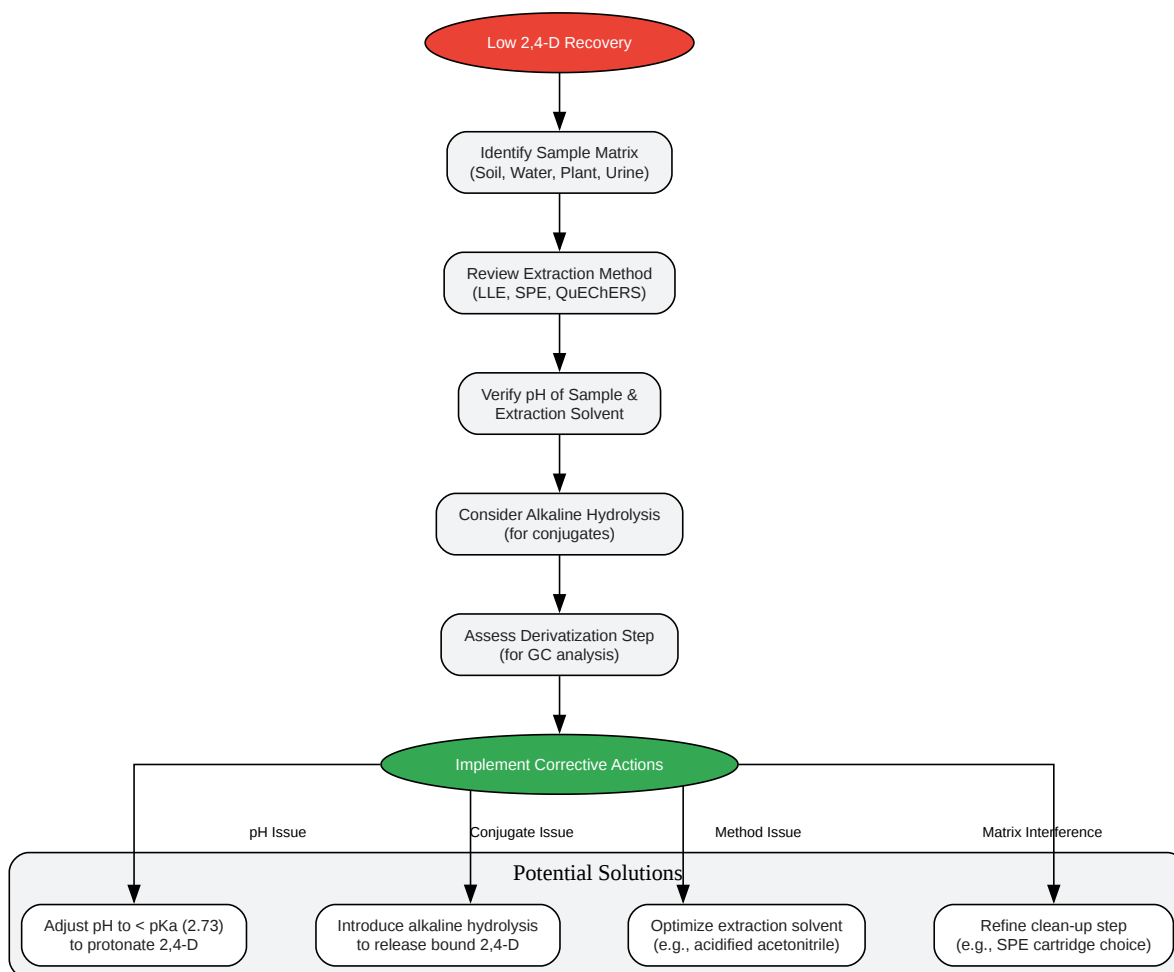 Low 2,4-D Recovery
Identify Sample Matrix
(Soil, Water, Plant, Urine)
Review Extraction Method
(LLE, SPE, QuEChERS)
Verify pH of Sample &
Extraction Solvent
Consider Alkaline Hydrolysis
(for conjugates)
Assess Derivatization Step
(for GC analysis)
Implement Corrective Actions
pH Issue
Conjugate Issue
Method Issue
Matrix Interference
Potential Solutions
Adjust pH to < pKa (2.73)
to protonate 2,4-D
Introduce alkaline hydrolysis
to release bound 2,4-D
Optimize extraction solvent
(e.g., acidified acetonitrile)
Refine clean-up step
(e.g., SPE cartridge choice)